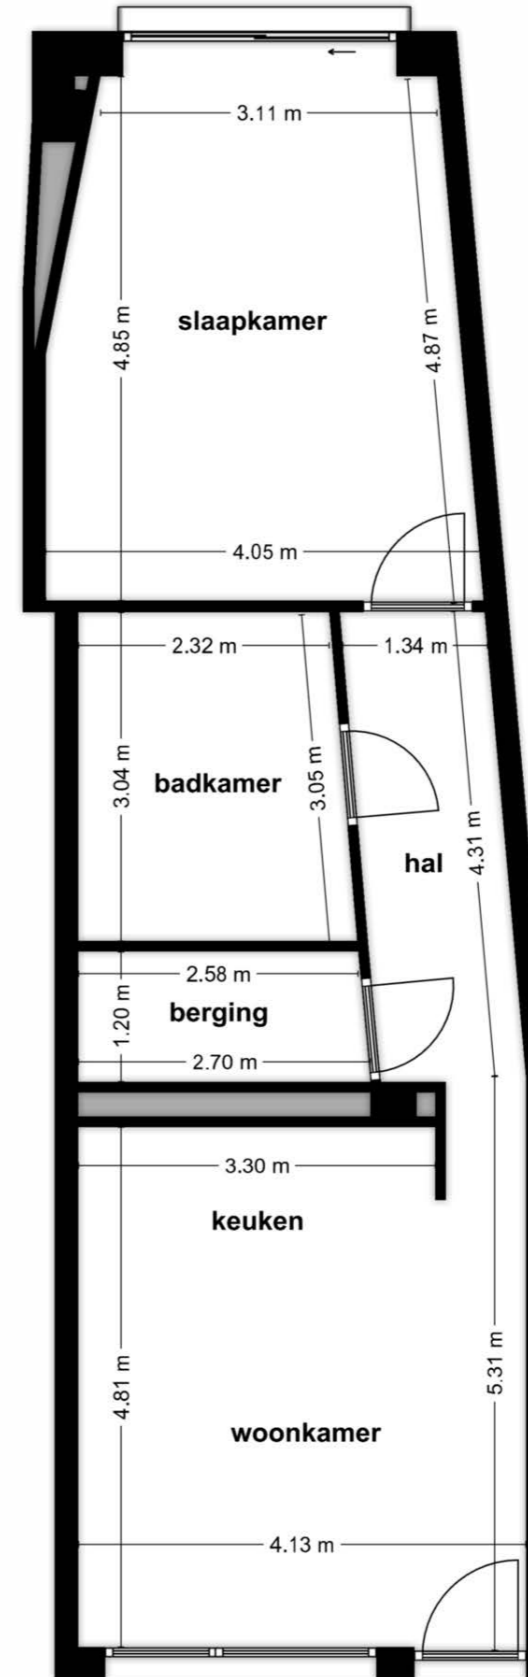 3.11 m
slaapkamer
4.85 m
4.87 m
4.05 m
2.32 m
1.34 m
3.04 m
badkamer
3.05 m
hal
4.31 m
2.58 m
berging
1.20 m
2.70 m
3.30 m
keuken
4.81 m
5.31 m
woonkamer
4.13 m